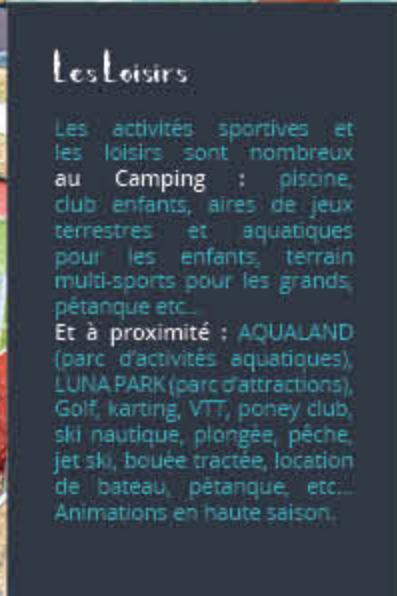 Les Loisirs
Les activités sportives et
les loisirs sont nombreux
au Camping : piscine,
club enfants, aires de jeux
terrestres et aquatiques
pour les enfants, terrain
multi-sports pour les grands,
pétanque etc...
Et à proximité : AQUALAND
(parc d'activités aquatiques),
LUNA PARK (parc d'attractions),
Golf, karting, VTT, poney club,
ski nautique, plongée, pêche,
jet ski, bouée tractée, location
de bateau, pétanque, etc...
Animations en haute saison.